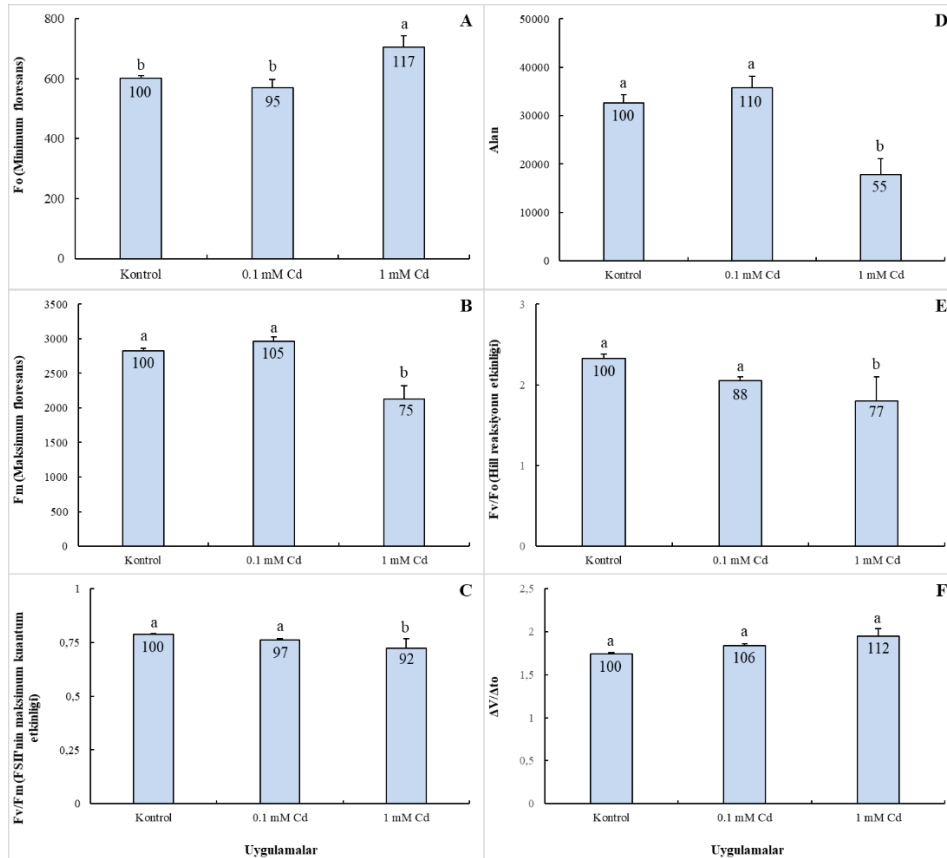 A
Fo (Minimum floresans)
800
600
400
200
0
b
b
a
100
95
117
Kontrol
0.1 mM Cd
1 mM Cd
B
Fm (Maksimum floresans)
3500
3000
2500
2000
1500
1000
500
0
a
a
b
100
105
75
Kontrol
0.1 mM Cd
1 mM Cd
C
Fv/Fm (FSII'nin maksimum kuantum
etkinliği)
1
0,75
0,5
0,25
0
a
a
b
100
97
92
Kontrol
0.1 mM Cd
1 mM Cd
Uygulamalar
D
Alan
50000
40000
30000
20000
10000
0
a
a
b
100
110
55
Kontrol
0.1 mM Cd
1 mM Cd
E
Fv/Fo (Hill reaksiyonu etkinliği)
3
2
1
0
a
a
b
100
88
77
Kontrol
0.1 mM Cd
1 mM Cd
F
ΔV/Δto
2,5
2
1,5
1
0,5
0
a
a
a
100
106
112
Kontrol
0.1 mM Cd
1 mM Cd
Uygulamalar